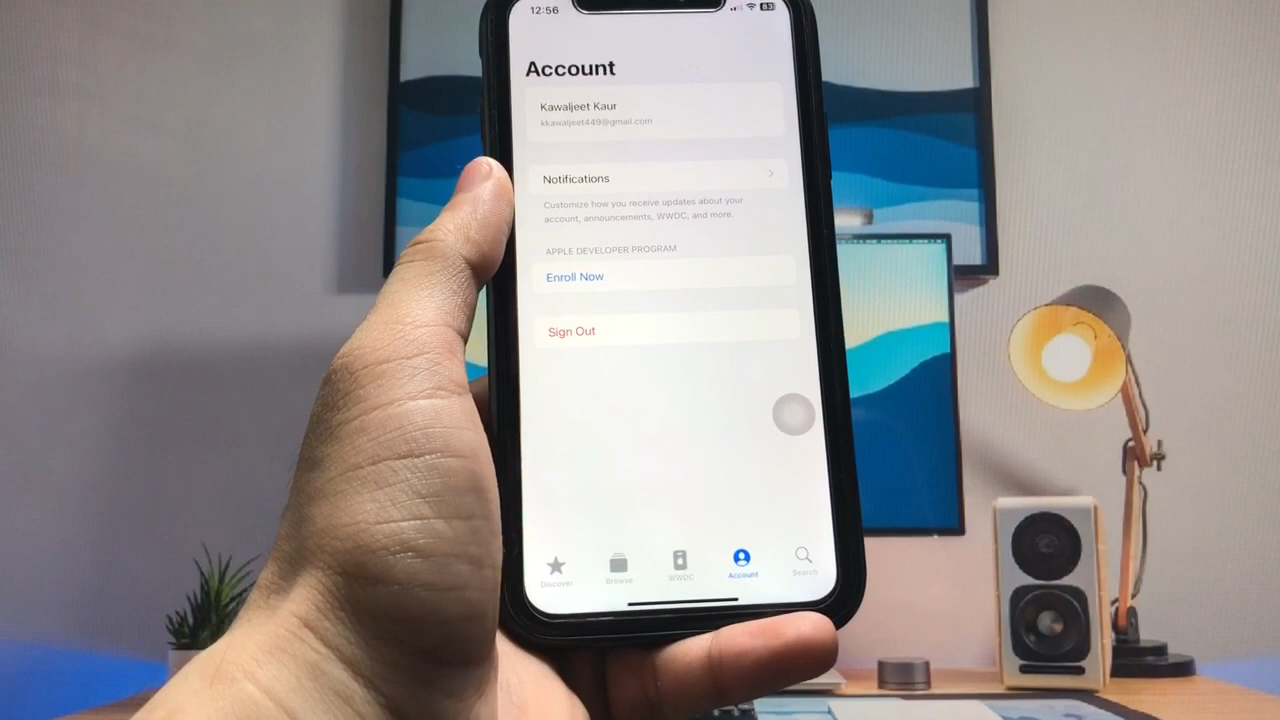 12:56
63
Account
Kawaljeet Kaur
kkawaljeet449@gmail.com
Notifications
Customize how you receive updates about your
account, announcements, WWDC, and more.
APPLE DEVELOPER PROGRAM
Enroll Now
Sign Out
Discover
Browse
WWDC
Account
Search